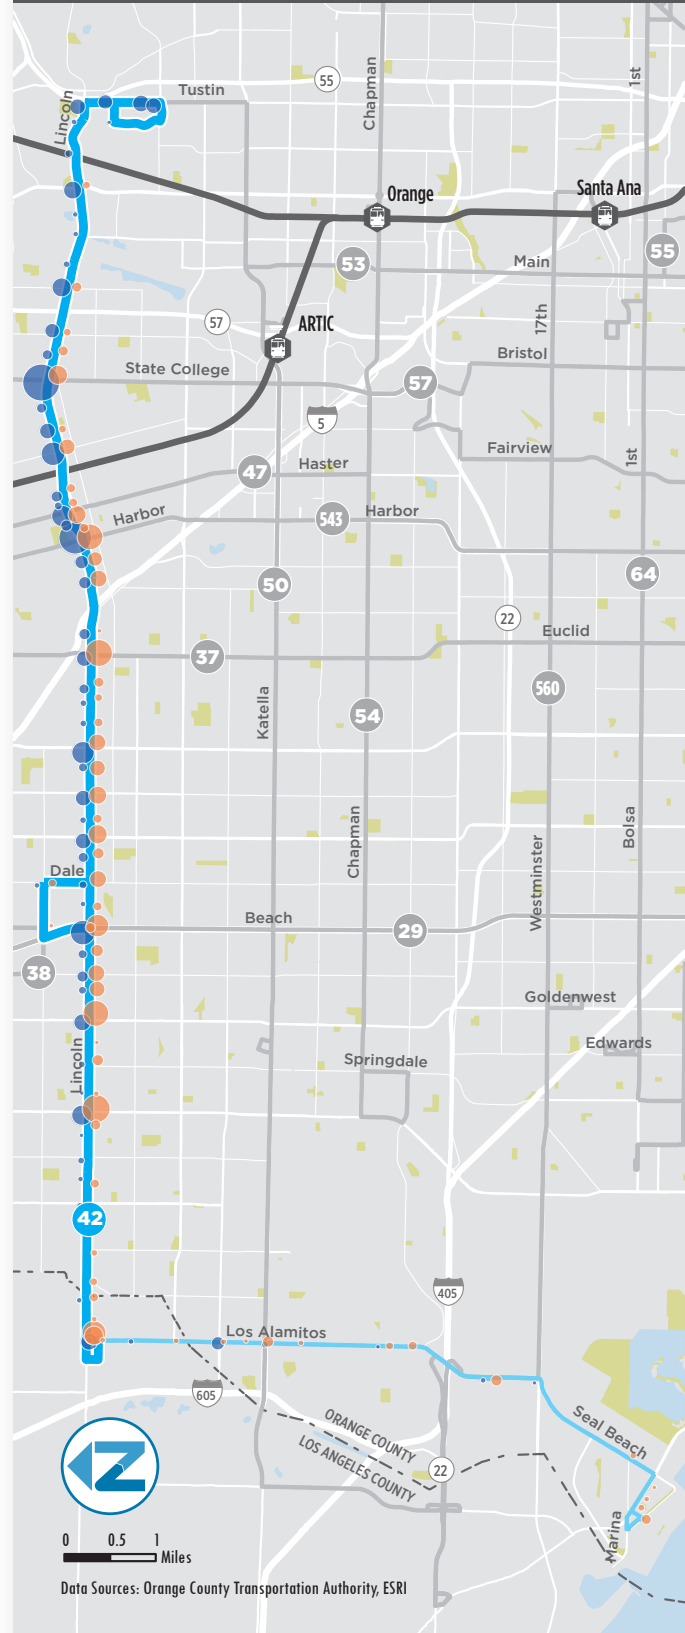 Tustin
55
Chapman
1st
Lincoln
Orange
Santa Ana
53
55
Main
57
ARTIC
17th
Bristol
State College
57
5
Fairview
1st
47
Haster
Harbor
543
Harbor
50
64
22
Euclid
37
560
Katella
54
Chapman
Bolsa
Westminster
Dale
Beach
29
38
Goldenwest
Lincoln
Edwards
Springdale
42
405
Los Alamitos
605
ORANGE COUNTY
LOS ANGELES COUNTY
Seal Beach
22
Marina
N
0 0.5 1
Miles
Data Sources: Orange County Transportation Authority, ESRI